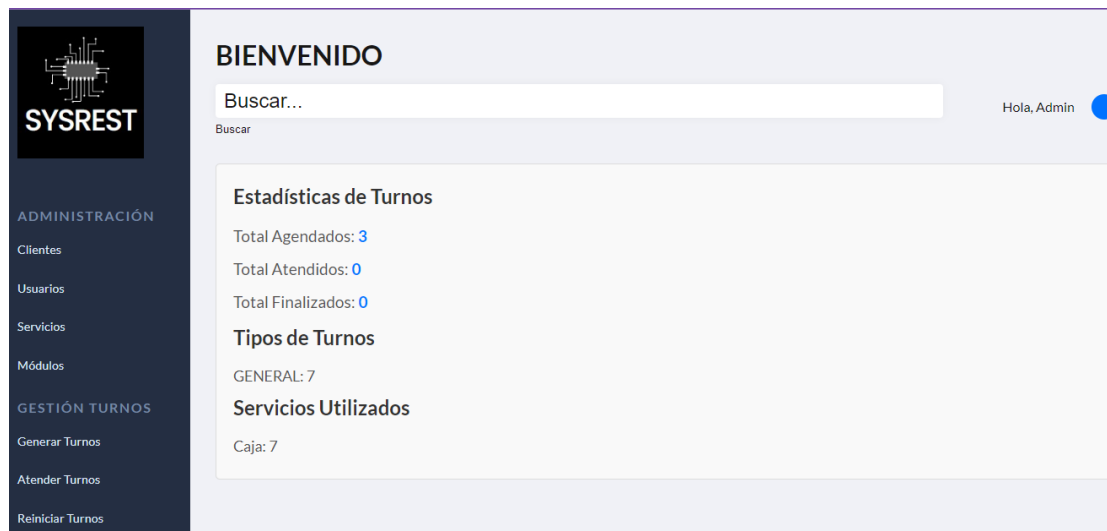 SYSREST
ADMINISTRACIÓN
Clientes
Usuarios
Servicios
Módulos
GESTIÓN TURNOS
Generar Turnos
Atender Turnos
Reiniciar Turnos
BIENVENIDO
Buscar...
Buscar
Hola, Admin
Estadísticas de Turnos
Total Agendados: 3
Total Atendidos: 0
Total Finalizados: 0
Tipos de Turnos
GENERAL: 7
Servicios Utilizados
Caja: 7